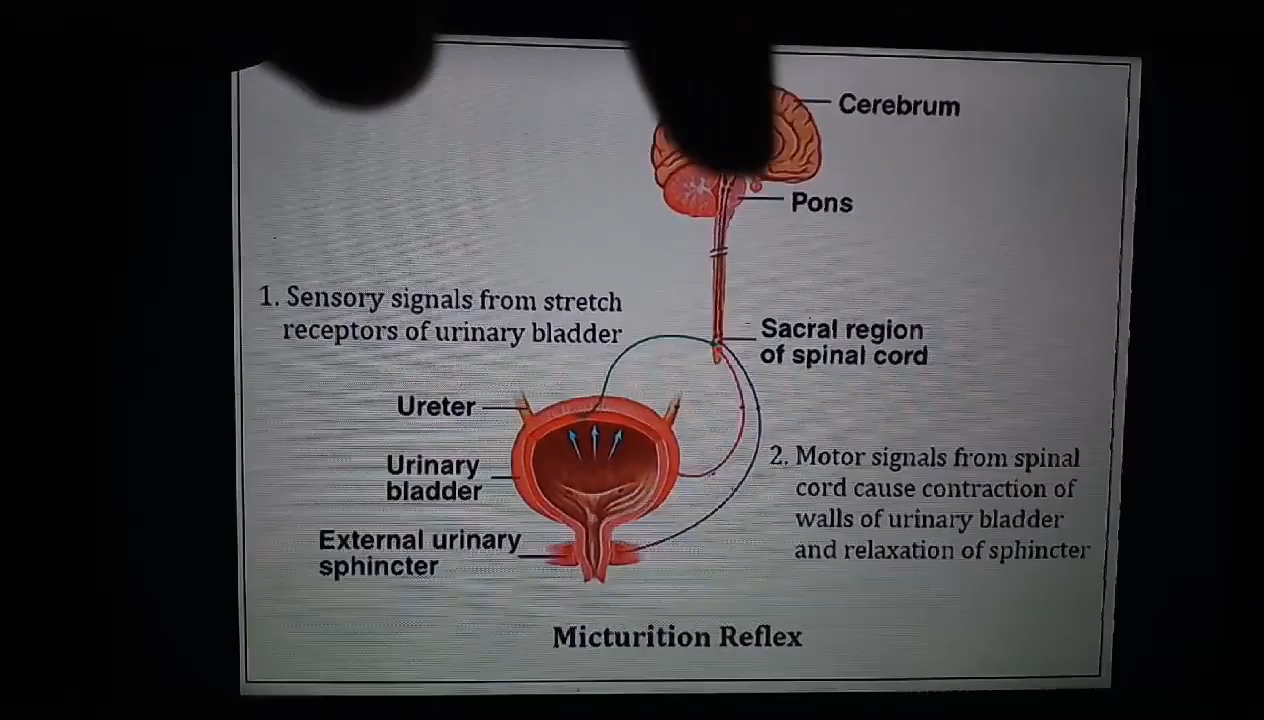 Cerebrum
Pons
1. Sensory signals from stretch
receptors of urinary bladder
Sacral region
of spinal cord
Ureter
Urinary
bladder
2. Motor signals from spinal
cord cause contraction of
walls of urinary bladder
and relaxation of sphincter
External urinary
sphincter
Micturition Reflex